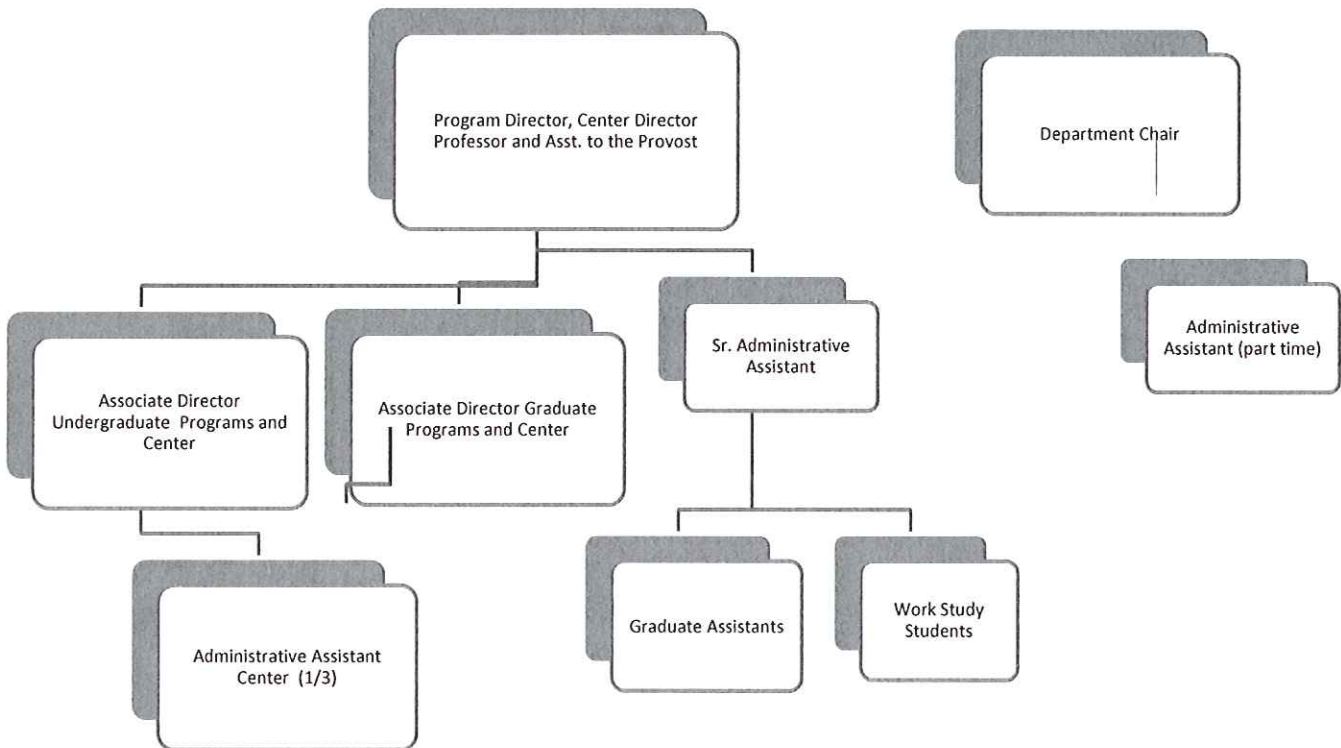 Program Director, Center Director
Professor and Asst. to the Provost
Department Chair
Sr. Administrative
Assistant
Administrative
Assistant (part time)
Associate Director
Undergraduate Programs and
Center
Associate Director Graduate
Programs and Center
Graduate Assistants
Work Study
Students
Administrative Assistant
Center (1/3)